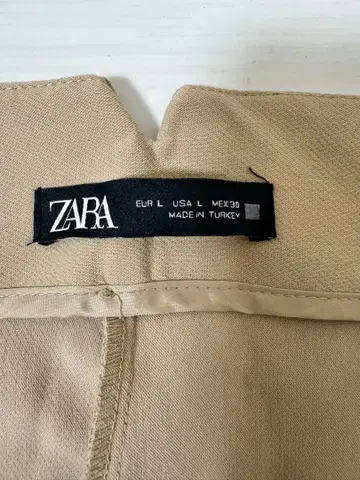 ZARA
EUR L USA L MEX 30
MADE IN TURKEY